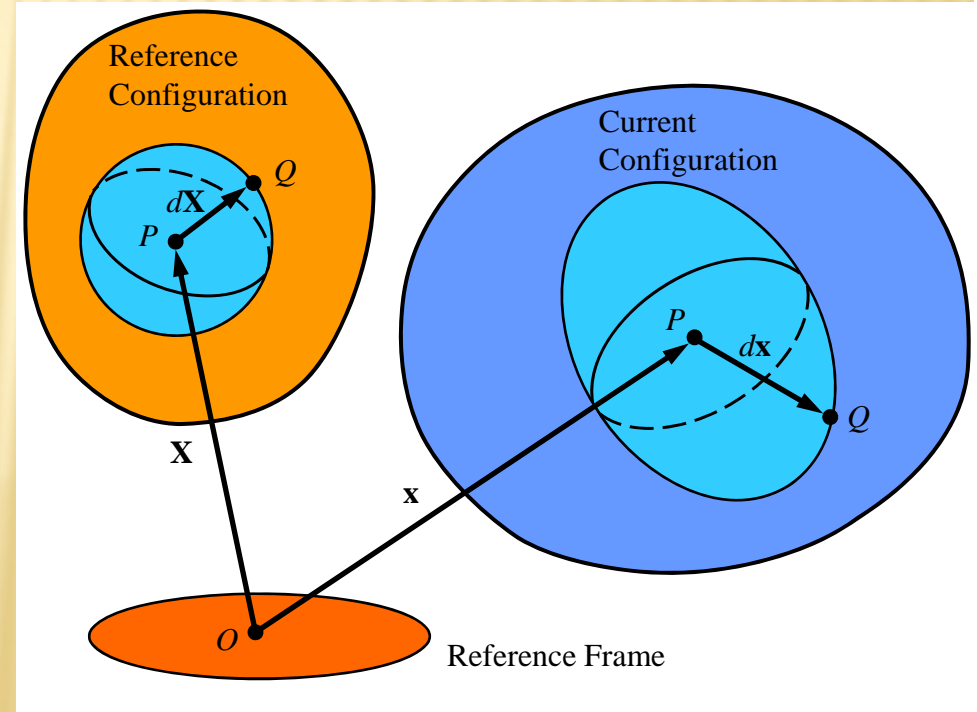 Reference
Configuration
Q
dX
P
Current
Configuration
P
dx
Q
X
x
O
Reference Frame